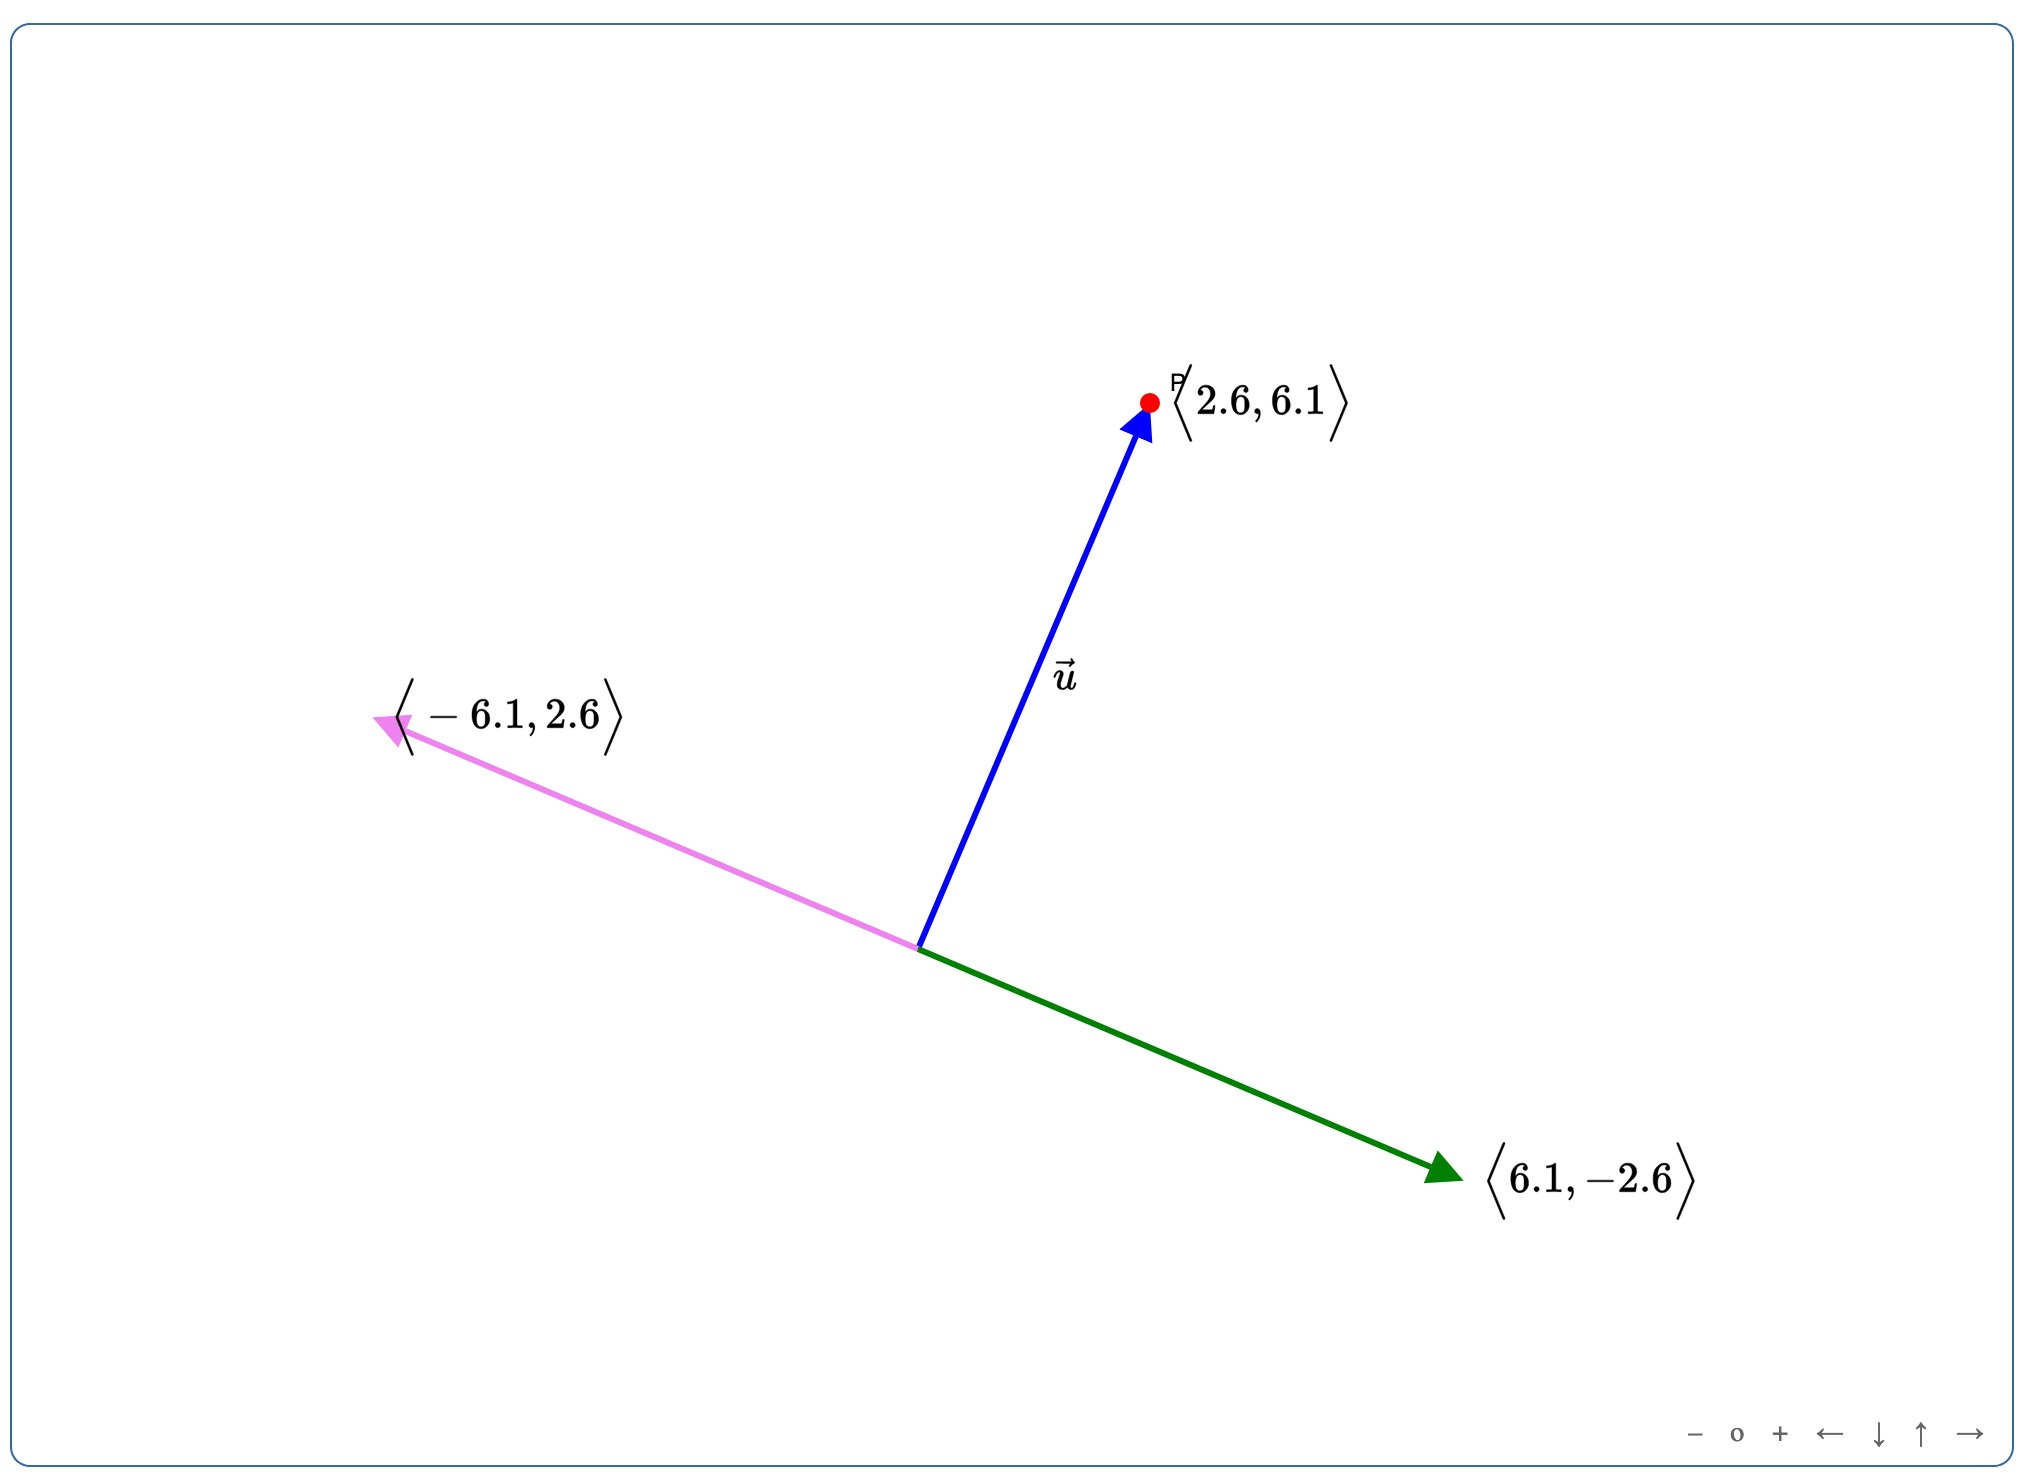 P
⟨2.6, 6.1⟩
u⃗
⟨− 6.1, 2.6⟩
⟨6.1, −2.6⟩
− o + ← ↓ ↑ →